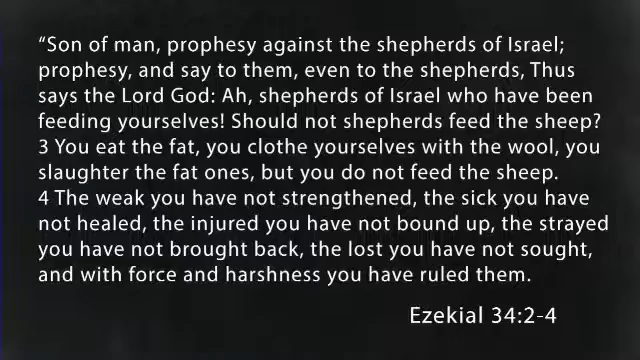 “Son of man, prophesy against the shepherds of Israel;
prophesy, and say to them, even to the shepherds, Thus
says the Lord God: Ah, shepherds of Israel who have been
feeding yourselves! Should not shepherds feed the sheep?
3 You eat the fat, you clothe yourselves with the wool, you
slaughter the fat ones, but you do not feed the sheep.
4 The weak you have not strengthened, the sick you have
not healed, the injured you have not bound up, the strayed
you have not brought back, the lost you have not sought,
and with force and harshness you have ruled them.
Ezekial 34:2-4